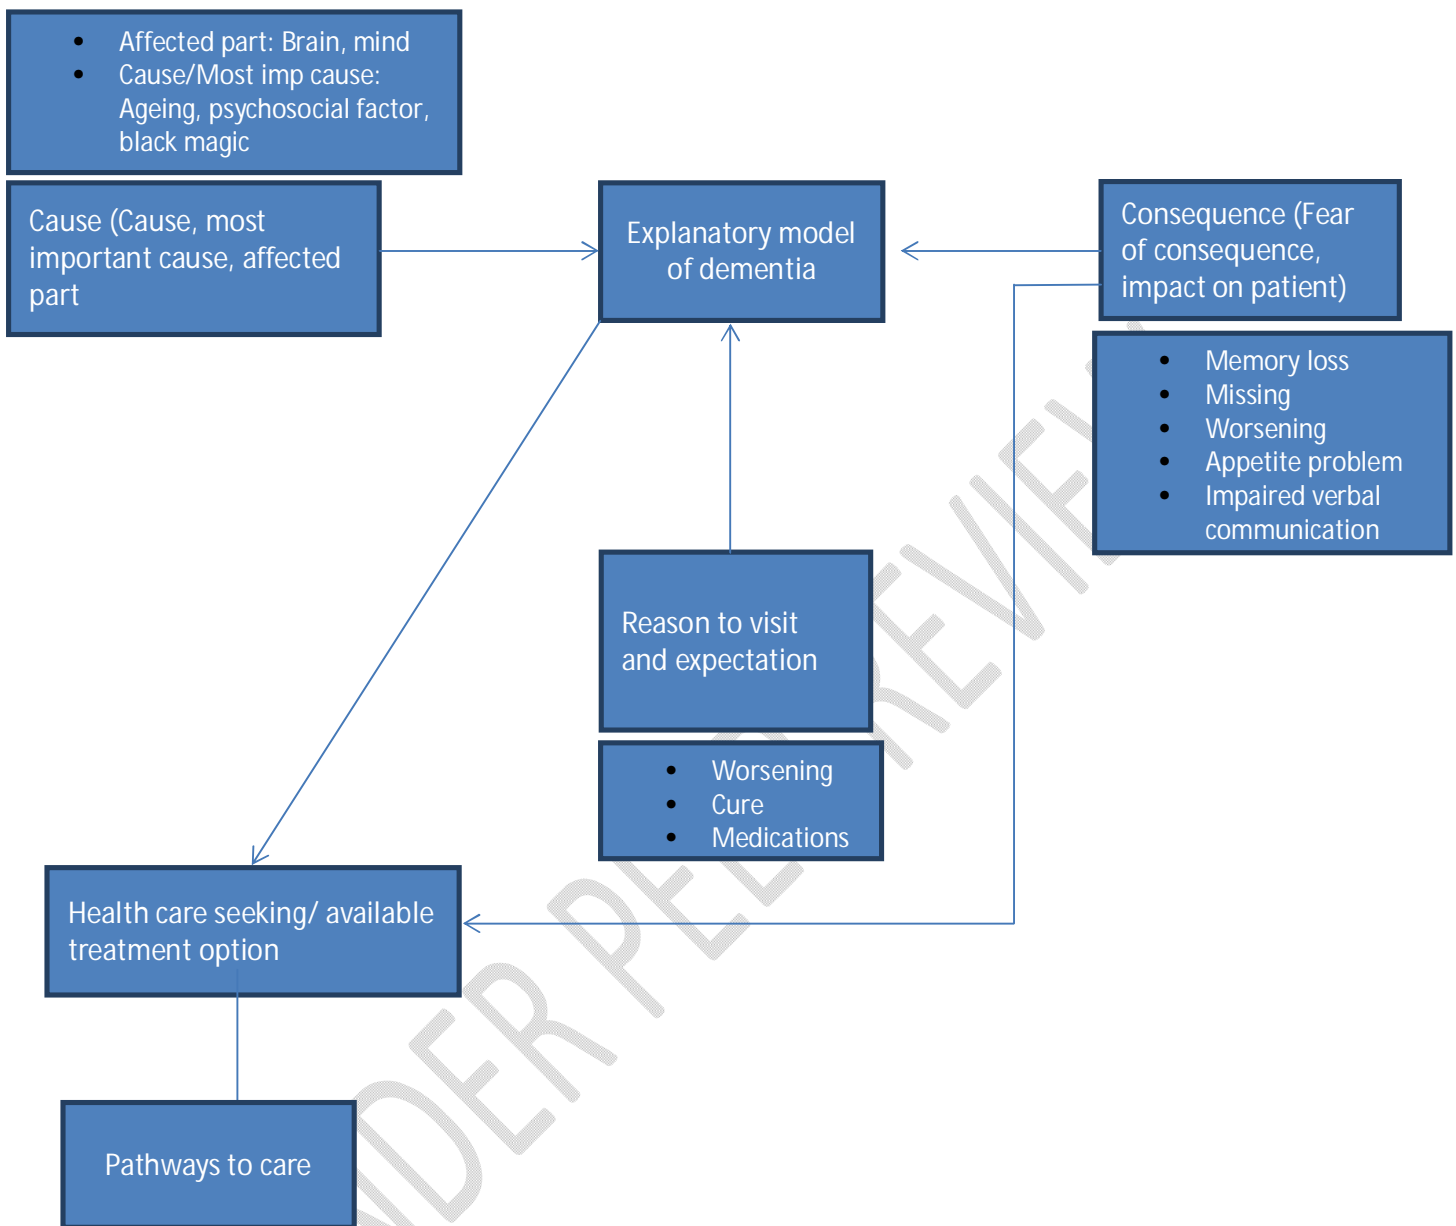 • Affected part: Brain, mind
• Cause/Most imp cause:
Ageing, psychosocial factor,
black magic
Cause (Cause, most
important cause, affected
part
Explanatory model
of dementia
Consequence (Fear
of consequence,
impact on patient)
• Memory loss
• Missing
• Worsening
• Appetite problem
• Impaired verbal
communication
Reason to visit
and expectation
• Worsening
• Cure
• Medications
Health care seeking/ available
treatment option
Pathways to care
NDER PEER REVIEW